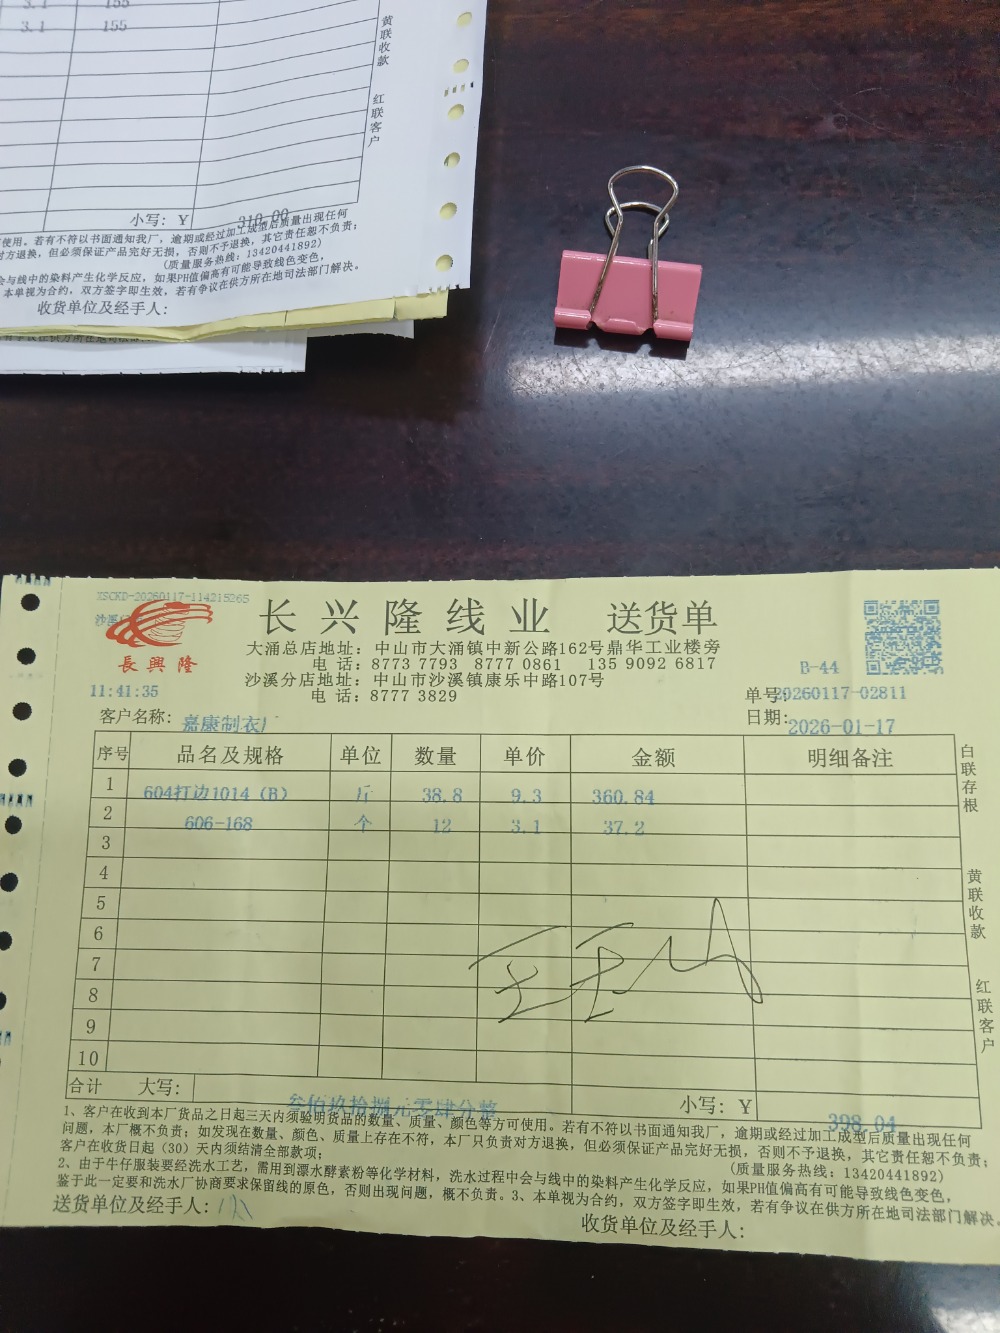 3.1 155
3.1 155
黄联收款
红联客户
小写：￥ 310.00
使用。若有不符以书面通知我厂，逾期或经过加工成型后质量出现任何
对方退换，但必须保证产品完好无损，否则不予退换，其它责任恕不负责；
(质量服务热线：13420441892)
会与线中的染料产生化学反应，如果PH值偏高有可能导致线色变色，
本单视为合约，双方签字即生效，若有争议在供方所在地司法部门解决。
收货单位及经手人：
XSCKD-20260117-114215265
長興隆
长兴隆线业 送货单
大涌总店地址：中山市大涌镇中新公路162号鼎华工业楼旁
电话：8773 7793 8777 0861 135 9092 6817
沙溪分店地址：中山市沙溪镇康乐中路107号
电话：8777 3829
B-44
11:41:35
单号：20260117-02811
客户名称：嘉康制衣厂
日期：2026-01-17
序号 品名及规格 单位 数量 单价 金额 明细备注
1 604打边1014（B） 斤 38.8 9.3 360.84
2 606-168 个 12 3.1 37.2
3
4
5
6
7
8
9
10
白联存根
黄联收款
红联客户
合计 大写： 叁佰玖拾捌元零肆分整 小写：￥ 398.04
1、客户在收到本厂货品之日起三天内须验明货品的数量、质量、颜色等方可使用。若有不符以书面通知我厂，逾期或经过加工成型后质量出现任何
问题，本厂概不负责；如发现在数量、颜色、质量上存在不符，本厂只负责对方退换，但必须保证产品完好无损，否则不予退换，其它责任恕不负责；
客户在收货日起（30）天内须结清全部款项； (质量服务热线：13420441892)
2、由于牛仔服装要经洗水工艺，需用到漂水酵素粉等化学材料，洗水过程中会与线中的染料产生化学反应，如果PH值偏高有可能导致线色变色，
鉴于此一定要和洗水厂协商要求保留线的原色，否则出现问题，概不负责。3、本单视为合约，双方签字即生效，若有争议在供方所在地司法部门解决。
送货单位及经手人：
收货单位及经手人：